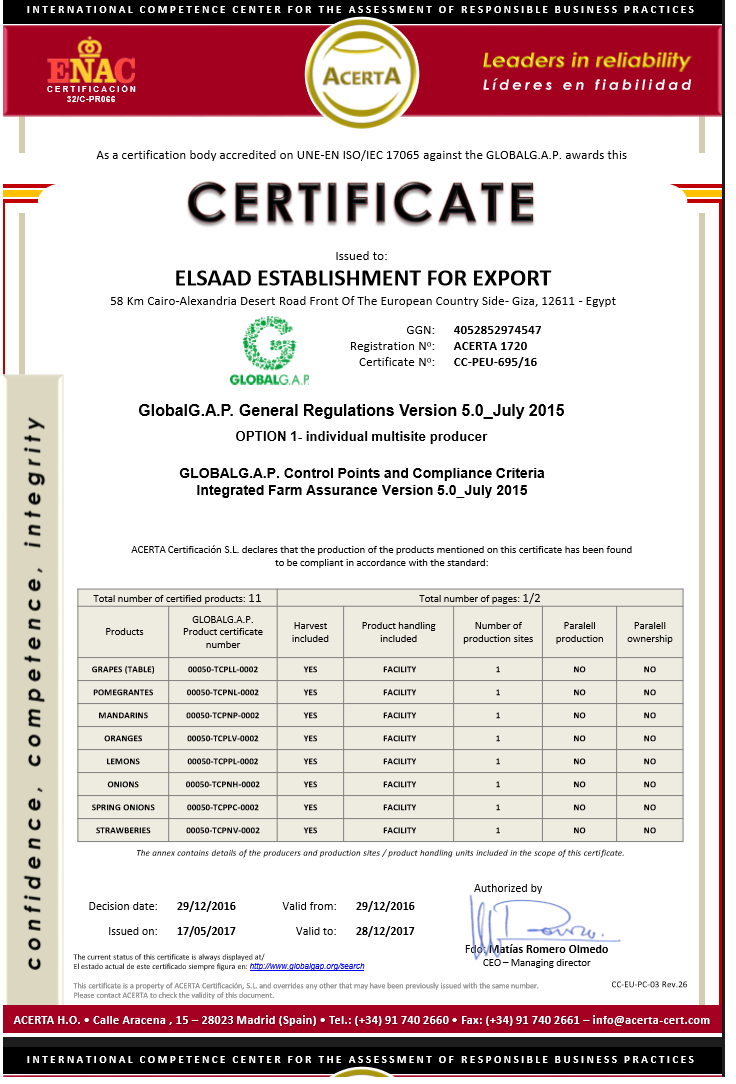 INTERNATIONAL COMPETENCE CENTER FOR THE ASSESSMENT OF RESPONSIBLE BUSINESS PRACTICES
ENAC
CERTIFICACIÓN
32/C-PR066
ACERTA
Leaders in reliability
Líderes en fiabilidad
As a certification body accredited on UNE-EN ISO/IEC 17065 against the GLOBALG.A.P. awards this
CERTIFICATE
Issued to:
ELSAAD ESTABLISHMENT FOR EXPORT
58 Km Cairo-Alexandria Desert Road Front Of The European Country Side- Giza, 12611 - Egypt
GLOBALG.A.P.
GGN: 4052852974547
Registration Nº: ACERTA 1720
Certificate Nº: CC-PEU-695/16
GlobalG.A.P. General Regulations Version 5.0_July 2015
OPTION 1- individual multisite producer
GLOBALG.A.P. Control Points and Compliance Criteria
Integrated Farm Assurance Version 5.0_July 2015
confidence, competence, integrity
ACERTA Certificación S.L. declares that the production of the products mentioned on this certificate has been found
to be compliant in accordance with the standard:
Total number of certified products: 11 Total number of pages: 1/2
Products GLOBALG.A.P. Product certificate number Harvest included Product handling included Number of production sites Paralell production Paralell ownership
GRAPES (TABLE) 00050-TCPLL-0002 YES FACILITY 1 NO NO
POMEGRANTES 00050-TCPNL-0002 YES FACILITY 1 NO NO
MANDARINS 00050-TCPNP-0002 YES FACILITY 1 NO NO
ORANGES 00050-TCPLV-0002 YES FACILITY 1 NO NO
LEMONS 00050-TCPPL-0002 YES FACILITY 1 NO NO
ONIONS 00050-TCPNH-0002 YES FACILITY 1 NO NO
SPRING ONIONS 00050-TCPPC-0002 YES FACILITY 1 NO NO
STRAWBERIES 00050-TCPNV-0002 YES FACILITY 1 NO NO
The annex contains details of the producers and production sites / product handling units included in the scope of this certificate.
Authorized by
Decision date: 29/12/2016 Valid from: 29/12/2016
Issued on: 17/05/2017 Valid to: 28/12/2017
Fdo: Matías Romero Olmedo
CEO – Managing director
The current status of this certificate is always displayed at/
El estado actual de este certificado siempre figura en: http://www.globalgap.org/search
This certificate is a property of ACERTA Certificación, S.L. and overrides any other that may have been previously issued with the same number.
Please contact ACERTA to check the validity of this document.
CC-EU-PC-03 Rev.26
ACERTA H.O. • Calle Aracena , 15 – 28023 Madrid (Spain) • Tel.: (+34) 91 740 2660 • Fax: (+34) 91 740 2661 – info@acerta-cert.com
INTERNATIONAL COMPETENCE CENTER FOR THE ASSESSMENT OF RESPONSIBLE BUSINESS PRACTICES